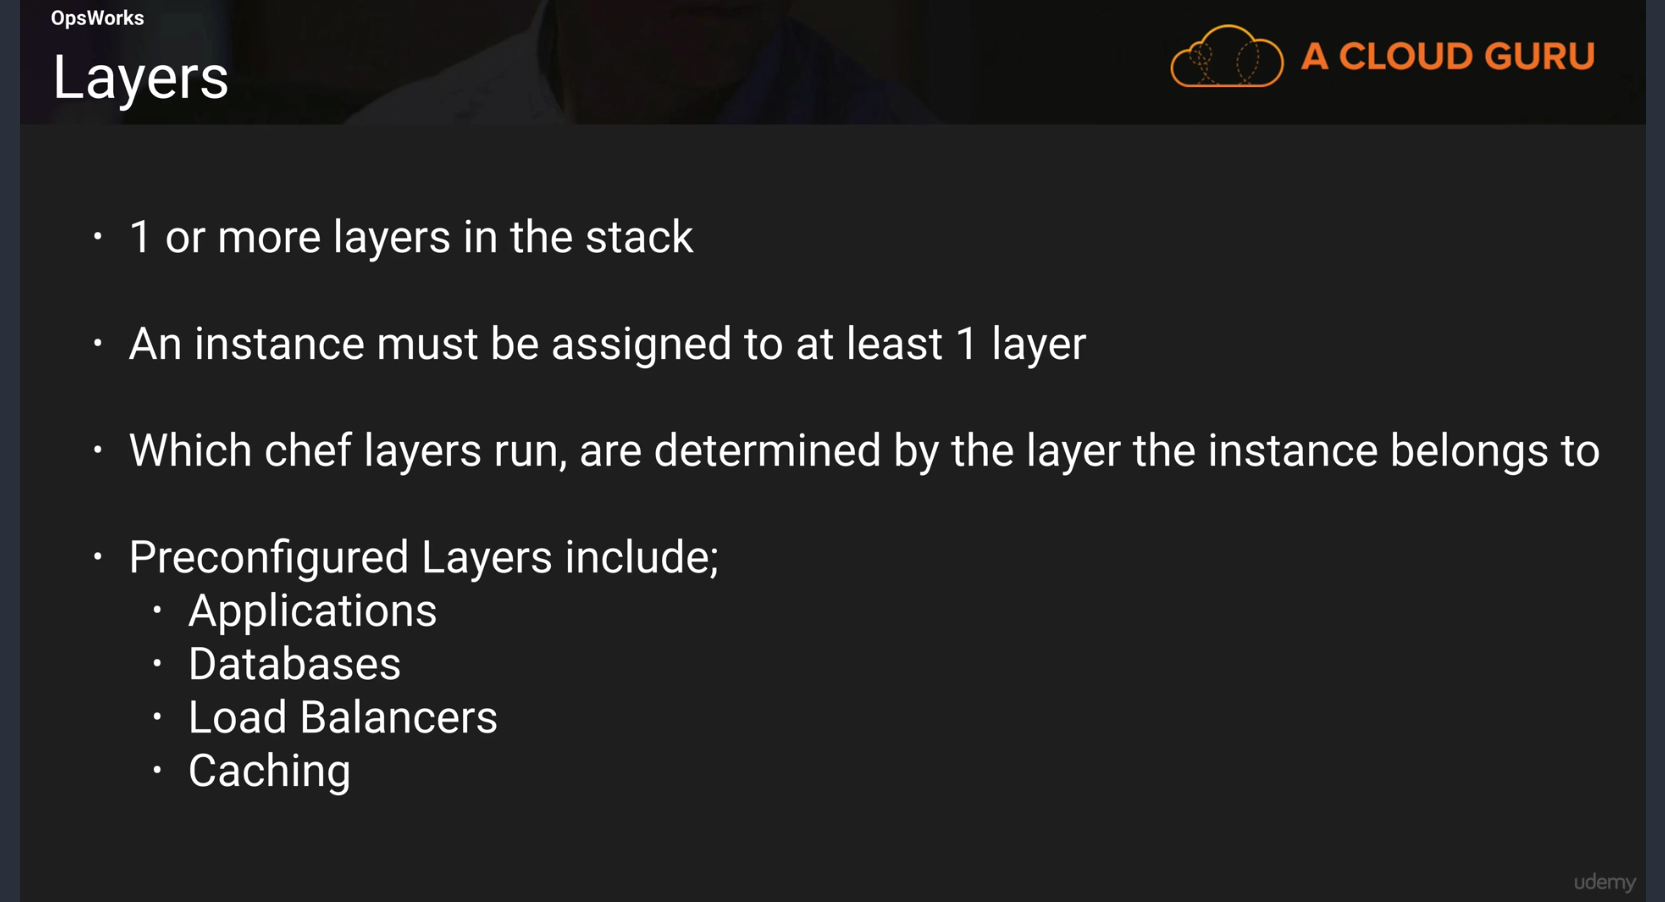 OpsWorks
Layers
A CLOUD GURU
• 1 or more layers in the stack
• An instance must be assigned to at least 1 layer
• Which chef layers run, are determined by the layer the instance belongs to
• Preconfigured Layers include;
• Applications
• Databases
• Load Balancers
• Caching
udemy